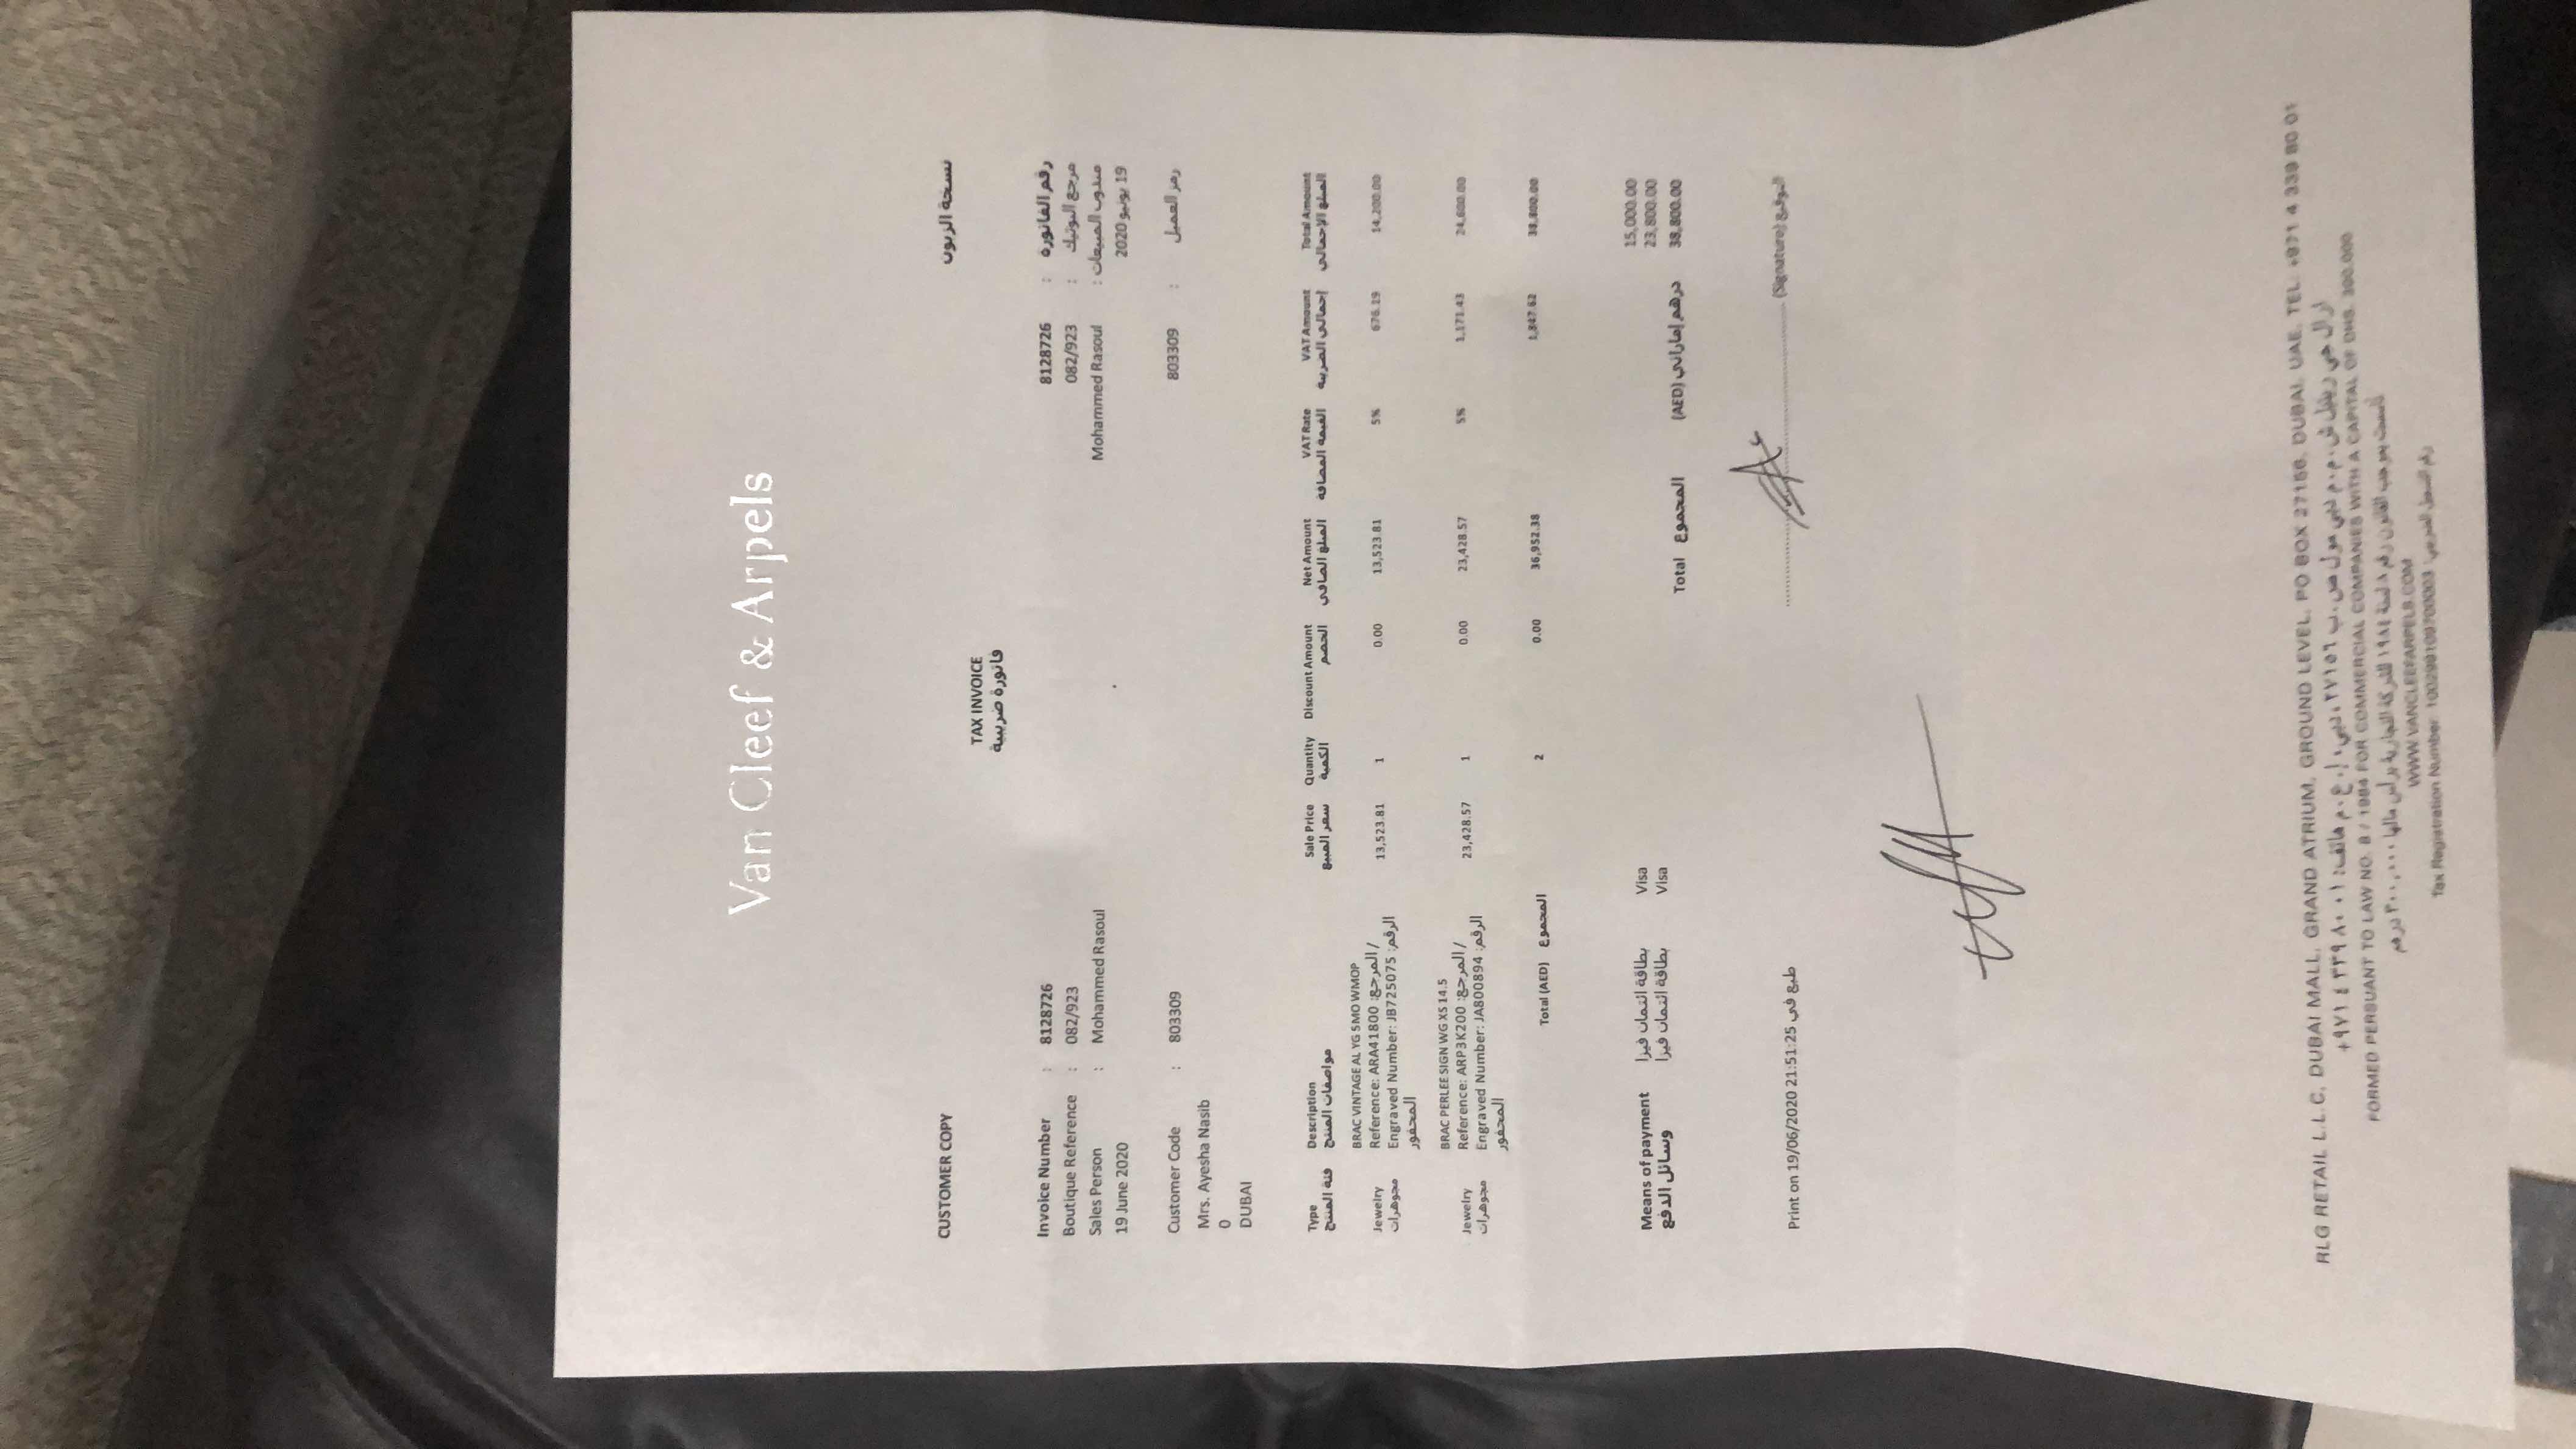 Van Cleef & Arpels
CUSTOMER COPY نسخة الزبون
TAX INVOICE
فاتورة ضريبية
Invoice Number : 8128726 8128726 : رقم الفاتورة
Boutique Reference : 082/923 082/923 : مرجع البوتيك
Sales Person : Mohammed Rasoul Mohammed Rasoul : مندوب المبيعات
19 June 2020 19 يونيو 2020
Customer Code : 803309 803309 : رمز العميل
Mrs. Ayesha Nasib
0
DUBAI
Type Description Sale Price Quantity Discount Amount Net Amount VAT Rate VAT Amount Total Amount
فئة المنتج مواصفات المنتج سعر المبيع الكمية الخصم المبلغ الصافي القيمة المضافة إجمالي الضريبة المبلغ الإجمالي
BRAC VINTAGE AL YG 5MO WMOP
Jewelry Reference: ARA41800 :المرجع / 13,523.81 1 0.00 13,523.81 5% 676.19 14,200.00
مجوهرات Engraved Number: JB725075 :الرقم
المحفور
BRAC PERLEE SIGN WG XS 14.5
Jewelry Reference: ARP3K200 :المرجع / 23,428.57 1 0.00 23,428.57 5% 1,171.43 24,600.00
مجوهرات Engraved Number: JA800894 :الرقم
المحفور
Total (AED) المجموع 2 0.00 36,952.38 1,847.62 38,800.00
Means of payment بطاقة ائتمان فيزا Visa 15,000.00
وسائل الدفع بطاقة ائتمان فيزا Visa 23,800.00
Total المجموع (AED) درهم إماراتي 38,800.00
Print on 19/06/2020 21:51:25 طبع في
(Signature) التوقيع
RLG RETAIL L.L.C, DUBAI MALL, GRAND ATRIUM, GROUND LEVEL, PO BOX 27156, DUBAI, UAE, TEL: +971 4 339 80 01
ار ال جي ريتيل ش.م.م دبي مول ص.ب ٢٧١٥٦، دبي، إ.ع.م هاتف: ٠١ ٨٠ ٣٣٩ ٤ ٩٧١+
FORMED PERSUANT TO LAW NO. 8 / 1984 FOR COMMERCIAL COMPANIES WITH A CAPITAL OF DHS. 300,000
تأسست بموجب القانون رقم ٨ لسنة ١٩٨٤ للشركة التجارية برأس مالها ٣٠٠,٠٠٠ درهم
WWW.VANCLEEFARPELS.COM
Tax Registration Number: 100299109700003 :رقم التسجيل الضريبي